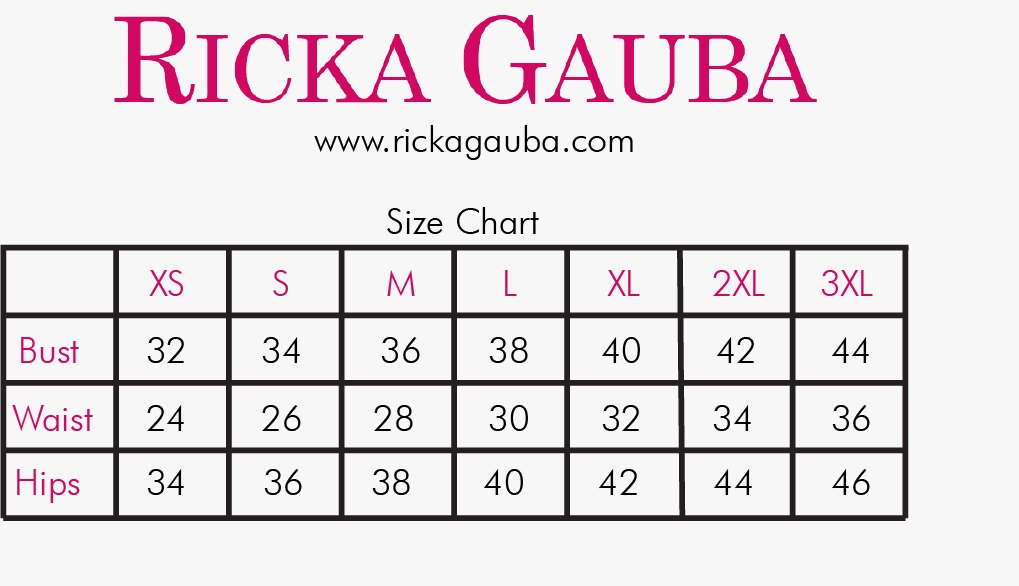 RICKA GAUBA
www.rickagauba.com
Size Chart
XS S M L XL 2XL 3XL
Bust 32 34 36 38 40 42 44
Waist 24 26 28 30 32 34 36
Hips 34 36 38 40 42 44 46